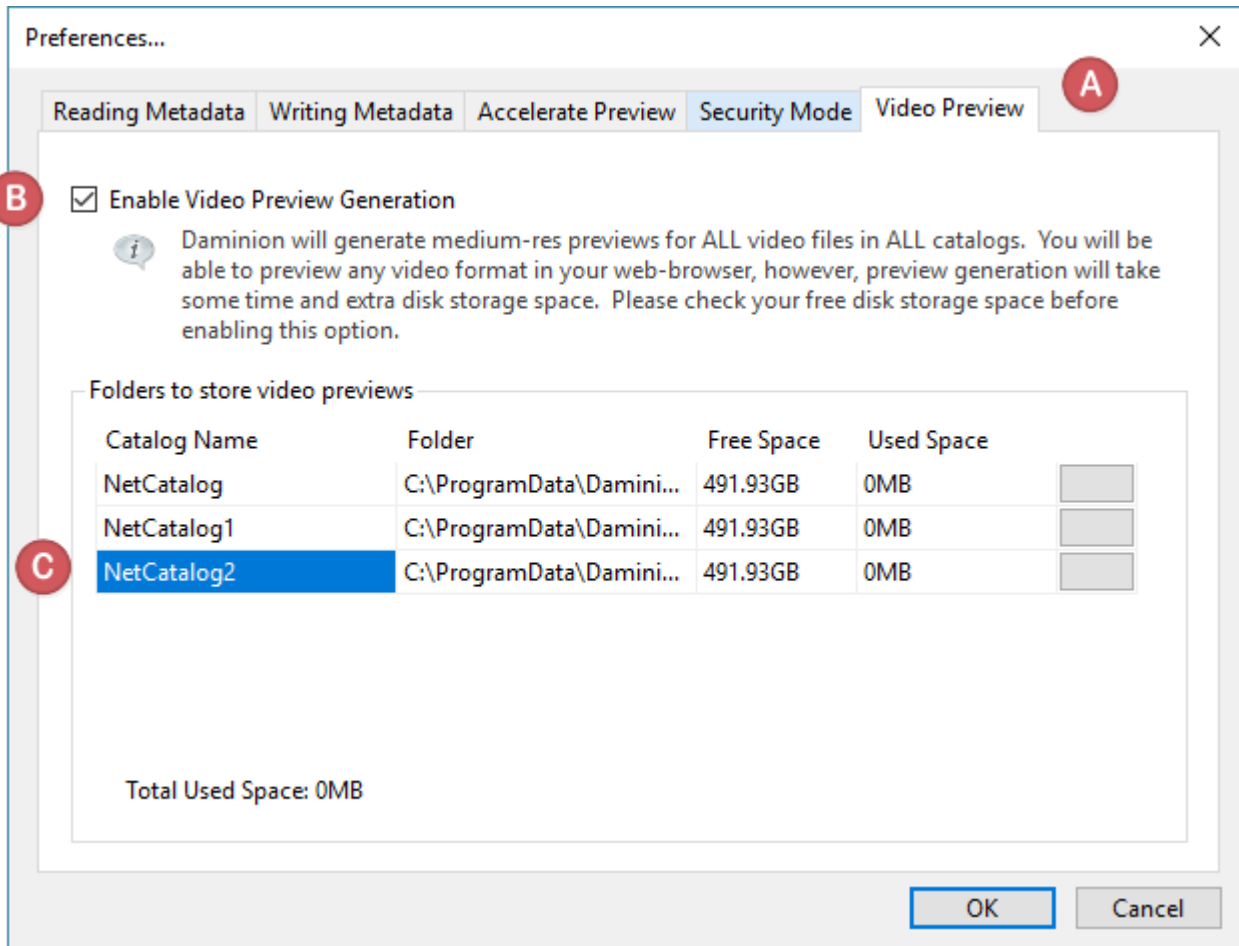 Preferences...
A
Reading Metadata Writing Metadata Accelerate Preview Security Mode Video Preview
B
Enable Video Preview Generation
i
Daminion will generate medium-res previews for ALL video files in ALL catalogs. You will be
able to preview any video format in your web-browser, however, preview generation will take
some time and extra disk storage space. Please check your free disk storage space before
enabling this option.
Folders to store video previews
Catalog Name Folder Free Space Used Space
NetCatalog C:\ProgramData\Damini... 491.93GB 0MB
NetCatalog1 C:\ProgramData\Damini... 491.93GB 0MB
C
NetCatalog2 C:\ProgramData\Damini... 491.93GB 0MB
Total Used Space: 0MB
OK Cancel